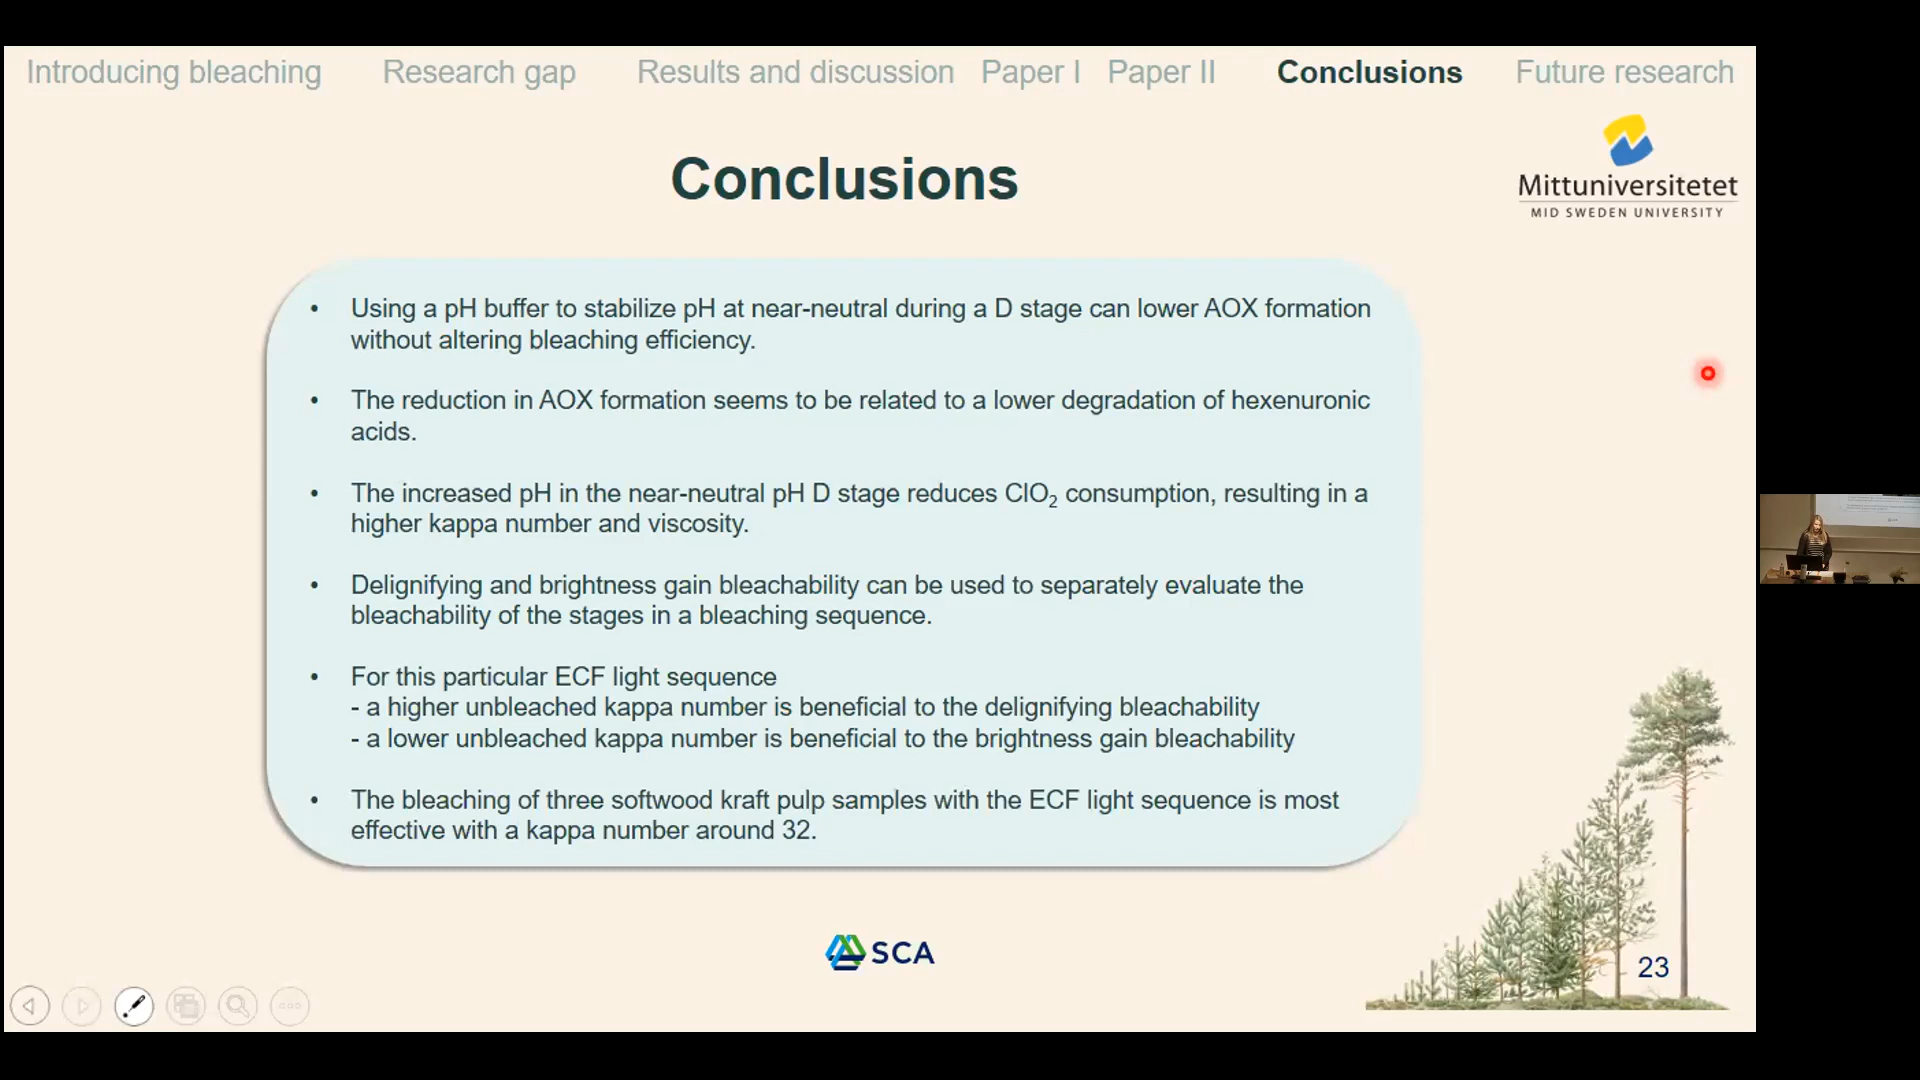 Introducing bleaching Research gap Results and discussion Paper I Paper II Conclusions Future research
Mittuniversitetet
MID SWEDEN UNIVERSITY
Conclusions
• Using a pH buffer to stabilize pH at near-neutral during a D stage can lower AOX formation
without altering bleaching efficiency.
• The reduction in AOX formation seems to be related to a lower degradation of hexenuronic
acids.
• The increased pH in the near-neutral pH D stage reduces ClO₂ consumption, resulting in a
higher kappa number and viscosity.
• Delignifying and brightness gain bleachability can be used to separately evaluate the
bleachability of the stages in a bleaching sequence.
• For this particular ECF light sequence
- a higher unbleached kappa number is beneficial to the delignifying bleachability
- a lower unbleached kappa number is beneficial to the brightness gain bleachability
• The bleaching of three softwood kraft pulp samples with the ECF light sequence is most
effective with a kappa number around 32.
SCA
23